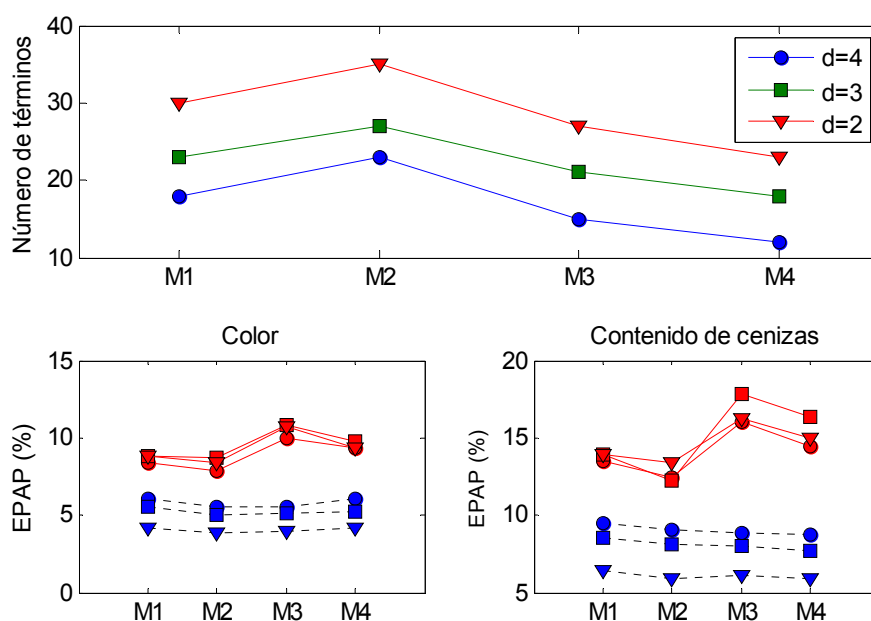 40
30
20
10
Número de términos
M1 M2 M3 M4
d=4
d=3
d=2
Color
15
10
5
0
EPAP (%)
M1 M2 M3 M4
Contenido de cenizas
20
15
10
5
EPAP (%)
M1 M2 M3 M4